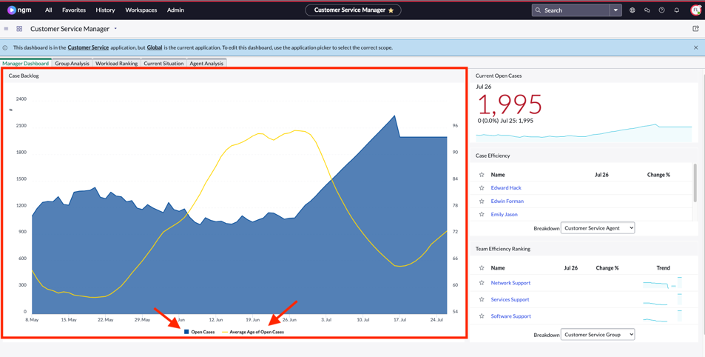 ngm All Favorites History Workspaces Admin Customer Service Manager Search
Customer Service Manager
This dashboard is in the Customer Service application, but Global is the current application. To edit this dashboard, use the application picker to select the correct scope.
Manager Dashboard Group Analysis Workload Ranking Current Situation Agent Analysis
Case Backlog
2400
2100
1800
1500
1200
900
600
300
0
96
90
84
78
72
66
60
54
8. May 15. May 22. May 29. May Jun 12. Jun 19. Jun 26. Jun 3. Jul 10. Jul 17. Jul 24. Jul
Open Cases Average Age of Open Cases
Current Open Cases
Jul 26
1,995
0 (0.0%) Jul 25: 1,995
Case Efficiency
Name Jul 26 Change %
Edward Hack
Edwin Forman
Emily Jason
Breakdown Customer Service Agent
Team Efficiency Ranking
Name Jul 26 Change % Trend
Network Support
Services Support
Software Support
Breakdown Customer Service Group